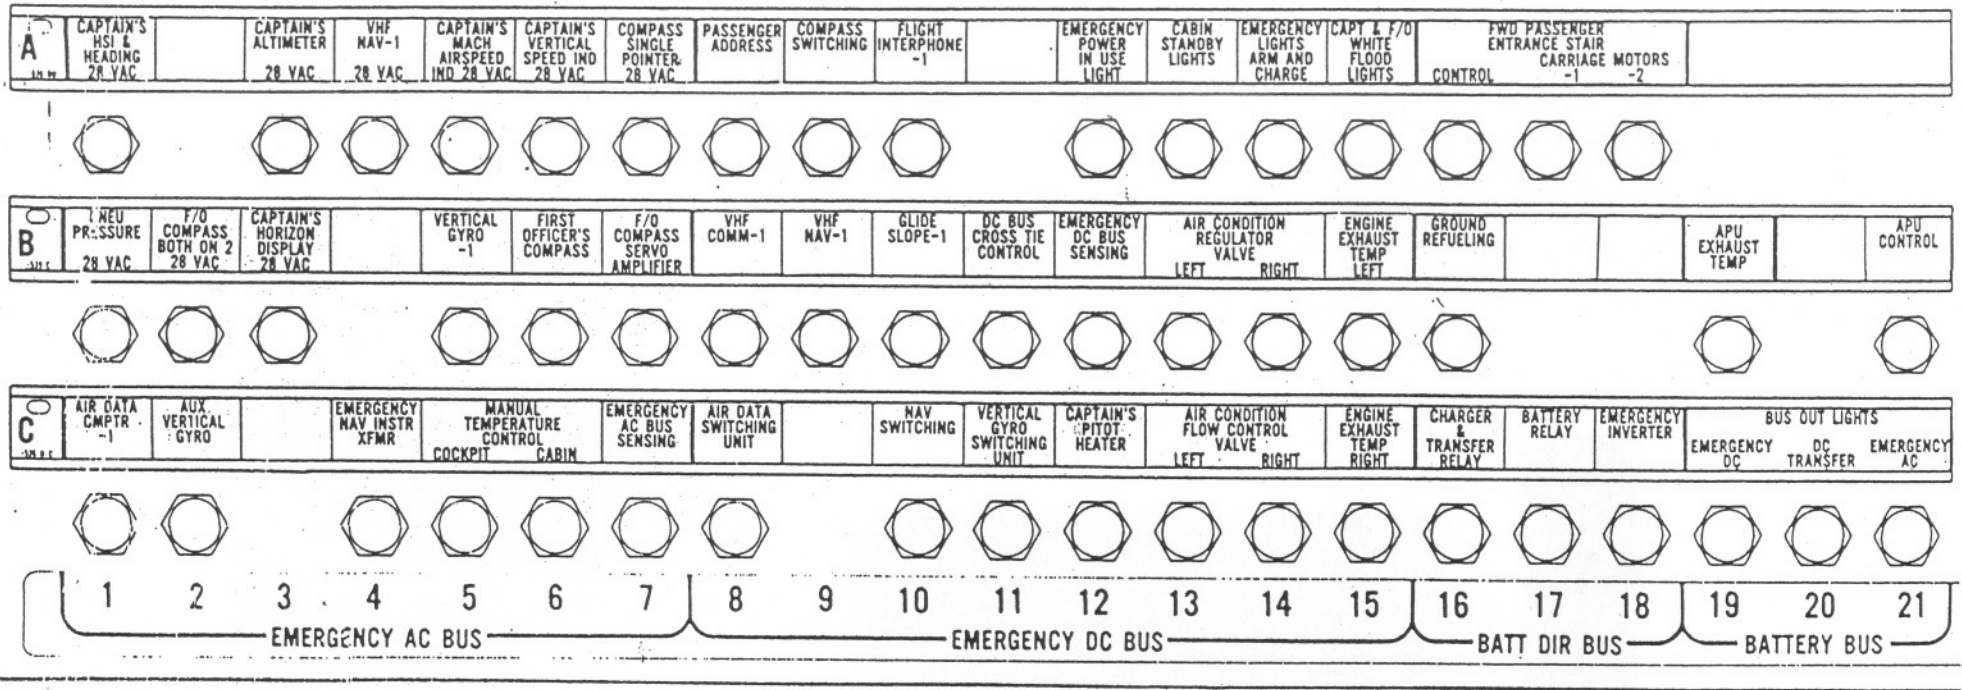 A
CAPTAIN'S
HSI &
HEADING
28 VAC
CAPTAIN'S
ALTIMETER
28 VAC
VHF
NAV-1
28 VAC
CAPTAIN'S
MACH
AIRSPEED
IND 28 VAC
CAPTAIN'S
VERTICAL
SPEED IND
28 VAC
COMPASS
SINGLE
POINTER
28 VAC
PASSENGER
ADDRESS
COMPASS
SWITCHING
FLIGHT
INTERPHONE
-1
EMERGENCY
POWER
IN USE
LIGHT
CABIN
STANDBY
LIGHTS
EMERGENCY
LIGHTS
ARM AND
CHARGE
CAPT & F/O
WHITE
FLOOD
LIGHTS
FWD PASSENGER
ENTRANCE STAIR
CARRIAGE MOTORS
CONTROL -1 -2
B
PRESSURE
28 VAC
F/O
COMPASS
BOTH ON 2
28 VAC
CAPTAIN'S
HORIZON
DISPLAY
28 VAC
VERTICAL
GYRO
-1
FIRST
OFFICER'S
COMPASS
F/O
COMPASS
SERVO
AMPLIFIER
VHF
COMM-1
VHF
NAV-1
GLIDE
SLOPE-1
DC BUS
CROSS TIE
CONTROL
EMERGENCY
DC BUS
SENSING
AIR CONDITION
REGULATOR
VALVE
LEFT RIGHT
ENGINE
EXHAUST
TEMP
LEFT
GROUND
REFUELING
APU
EXHAUST
TEMP
APU
CONTROL
C
AIR DATA
CMPTR
-1
AUX
VERTICAL
GYRO
EMERGENCY
NAV INSTR
XFMR
MANUAL
TEMPERATURE
CONTROL
COCKPIT CABIN
EMERGENCY
AC BUS
SENSING
AIR DATA
SWITCHING
UNIT
NAV
SWITCHING
VERTICAL
GYRO
SWITCHING
UNIT
CAPTAIN'S
PITOT
HEATER
AIR CONDITION
FLOW CONTROL
VALVE
LEFT RIGHT
ENGINE
EXHAUST
TEMP
RIGHT
CHARGER
&
TRANSFER
RELAY
BATTERY
RELAY
EMERGENCY
INVERTER
BUS OUT LIGHTS
EMERGENCY
DC
DC
TRANSFER
EMERGENCY
AC
1 2 3 4 5 6 7 8 9 10 11 12 13 14 15 16 17 18 19 20 21
EMERGENCY AC BUS EMERGENCY DC BUS BATT DIR BUS BATTERY BUS